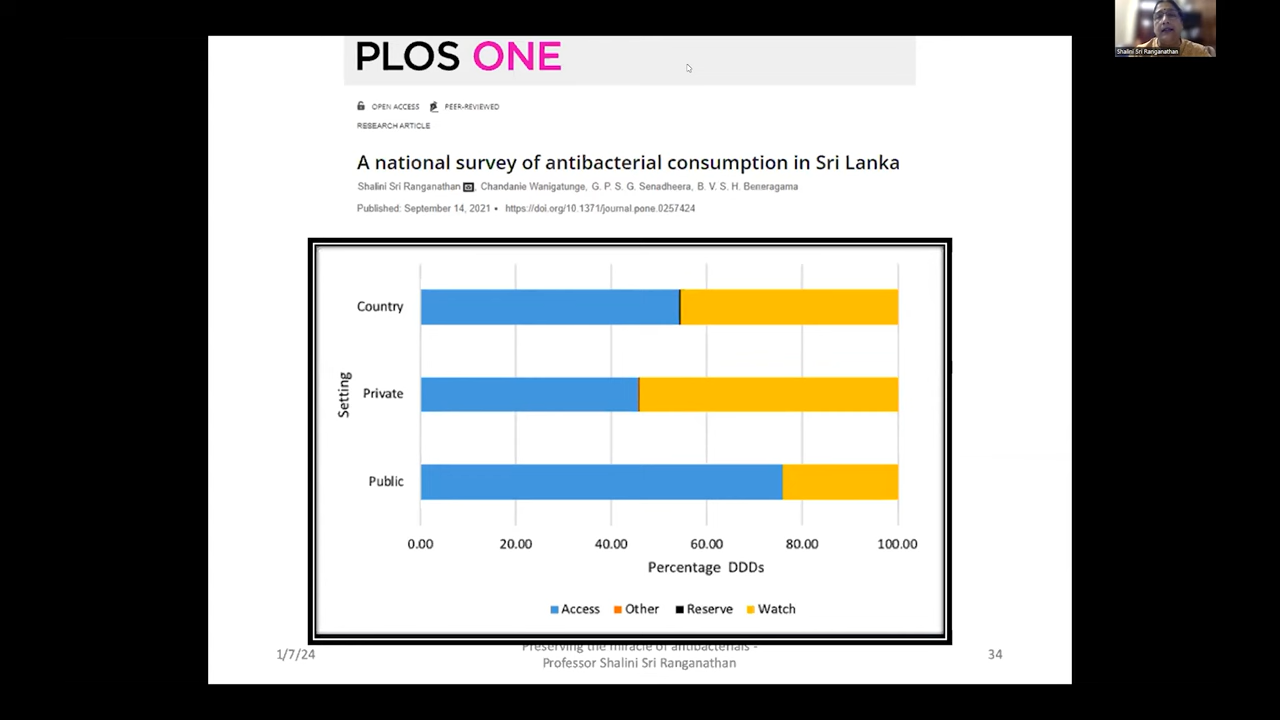 Shalini Sri Ranganathan
PLOS ONE
OPEN ACCESS PEER-REVIEWED
RESEARCH ARTICLE
A national survey of antibacterial consumption in Sri Lanka
Shalini Sri Ranganathan, Chandanie Wanigatunge, G. P. S. G. Senadheera, B. V. S. H. Beneragama
Published: September 14, 2021 • https://doi.org/10.1371/journal.pone.0257424
Country
Private
Public
Setting
0.00 20.00 40.00 60.00 80.00 100.00
Percentage DDDs
Access Other Reserve Watch
1/7/24
Preserving the miracle of antibacterials -
Professor Shalini Sri Ranganathan
34